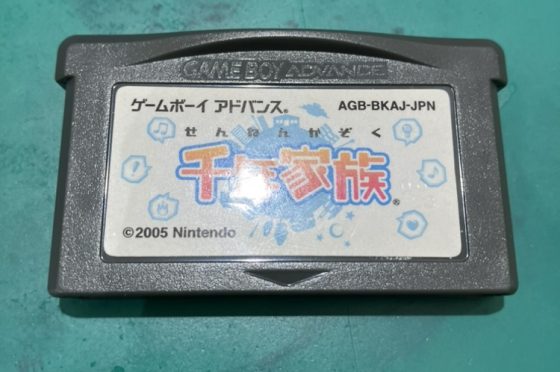 GAME BOY ADVANCE
ゲームボーイ アドバンス® AGB-BKAJ-JPN
せんねんかぞく
千年家族®
©2005 Nintendo